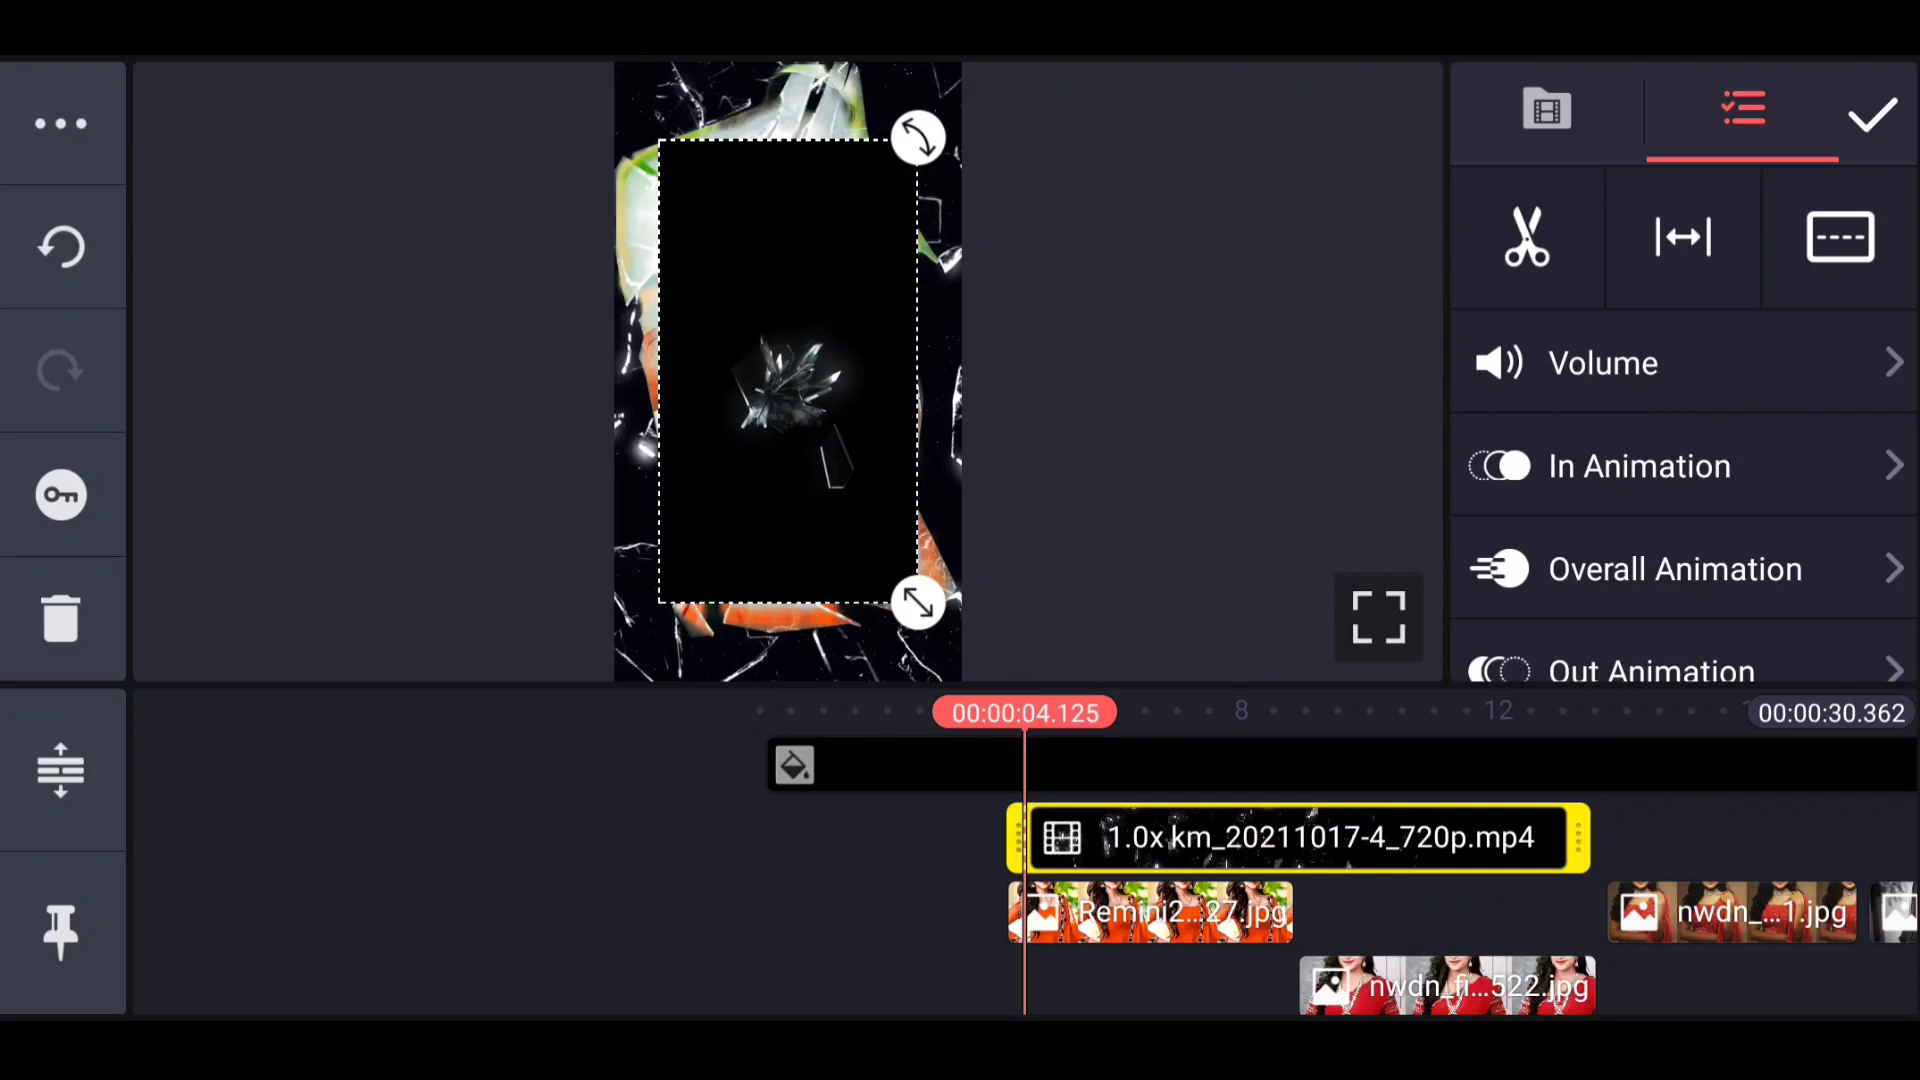 Volume
In Animation
Overall Animation
Out Animation
00:00:04.125
8
12
00:00:30.362
1.0x km_20211017-4_720p.mp4
Remini2...27.jpg
nwdn_...1.jpg
nwdn_fi...522.jpg